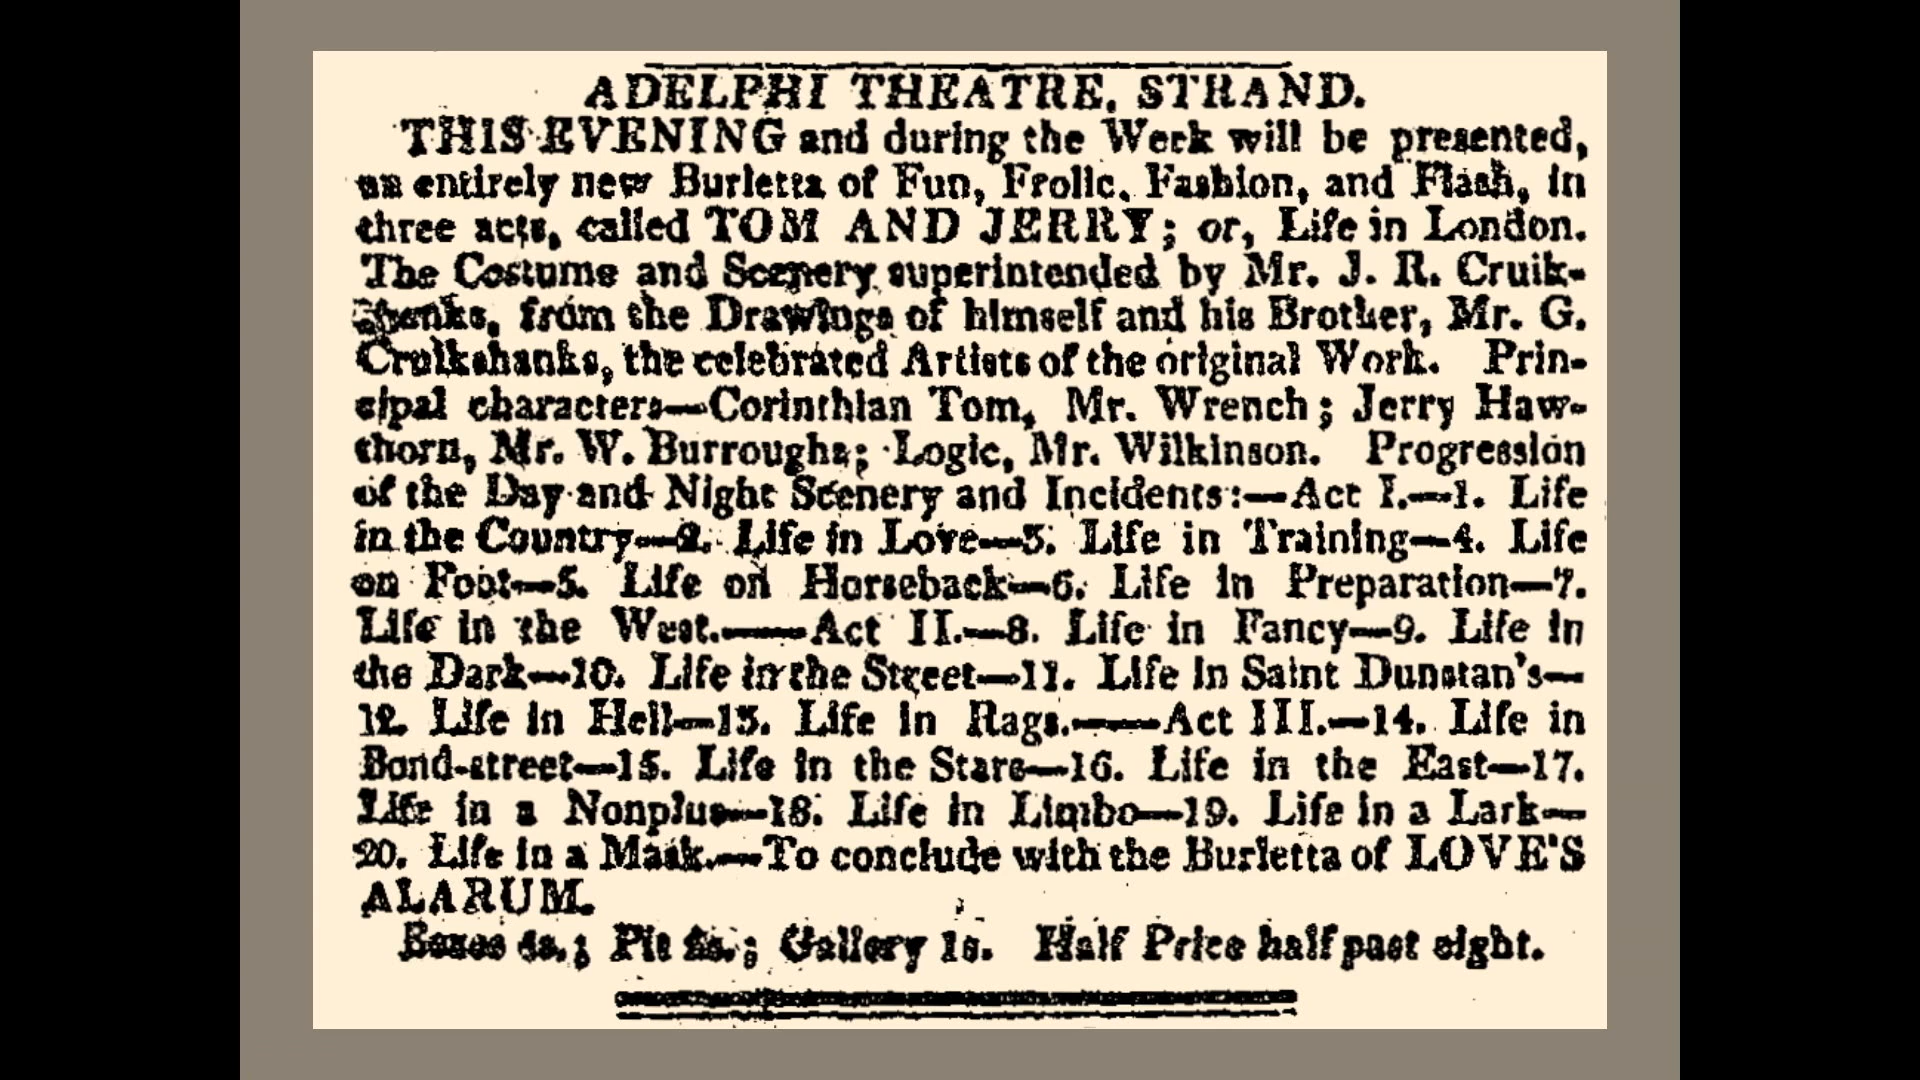 ADELPHI THEATRE, STRAND.
THIS EVENING and during the Week will be presented,
an entirely new Burletta of Fun, Frolic, Fashion, and Flash, in
three acts, called TOM AND JERRY; or, Life in London.
The Costume and Scenery superintended by Mr. J. R. Cruik-
shanks, from the Drawings of himself and his Brother, Mr. G.
Cruikshanks, the celebrated Artists of the original Work. Prin-
cipal characters—Corinthian Tom, Mr. Wrench; Jerry Haw-
thorn, Mr. W. Burroughs; Logic, Mr. Wilkinson. Progression
of the Day and Night Scenery and Incidents:—Act I.—1. Life
in the Country—2. Life in Love—3. Life in Training—4. Life
on Foot—5. Life on Horseback—6. Life in Preparation—7.
Life in the West.——Act II.—8. Life in Fancy—9. Life in
the Dark—10. Life in the Street—11. Life in Saint Dunstan's—
12. Life in Hell—13. Life in Rags.——Act III.—14. Life in
Bond-street—15. Life in the Stars—16. Life in the East—17.
Life in a Nonplus—18. Life in Limbo—19. Life in a Lark—
20. Life in a Mask.—To conclude with the Burletta of LOVE'S
ALARUM.
Boxes 4s.; Pit 2s.; Gallery 1s. Half Price half past eight.